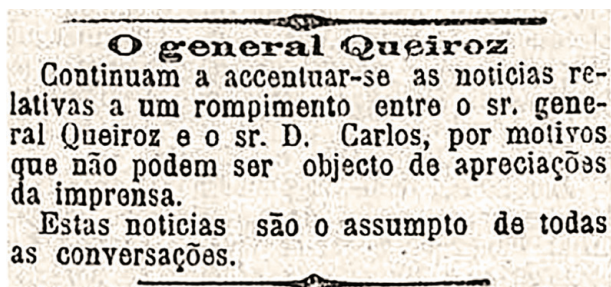 O general Queiroz
Continuam a accentuar-se as noticias re-
lativas a um rompimento entre o sr. gene-
ral Queiroz e o sr. D. Carlos, por motivos
que não podem ser objecto de apreciações
da imprensa.
Estas noticias são o assumpto de todas
as conversações.